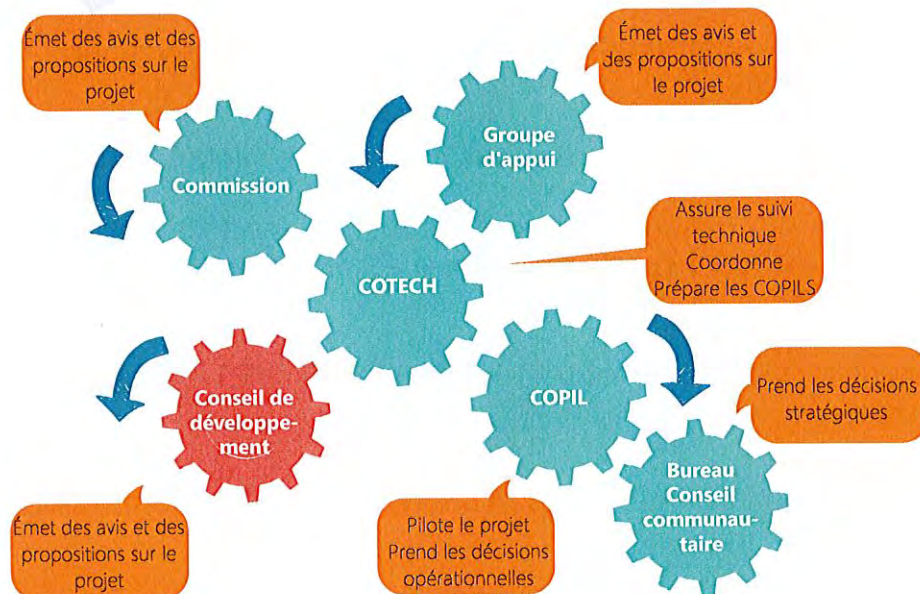 Émet des avis et des
propositions sur le
projet
Émet des avis et
des propositions sur
le projet
Groupe
d'appui
Commission
Assure le suivi
technique
Coordonne
Prépare les COPILS
COTECH
Prend les décisions
stratégiques
Conseil de
développe-
ment
COPIL
Bureau
Conseil
communau-
taire
Émet des avis et des
propositions sur le
projet
Pilote le projet
Prend les décisions
opérationnelles